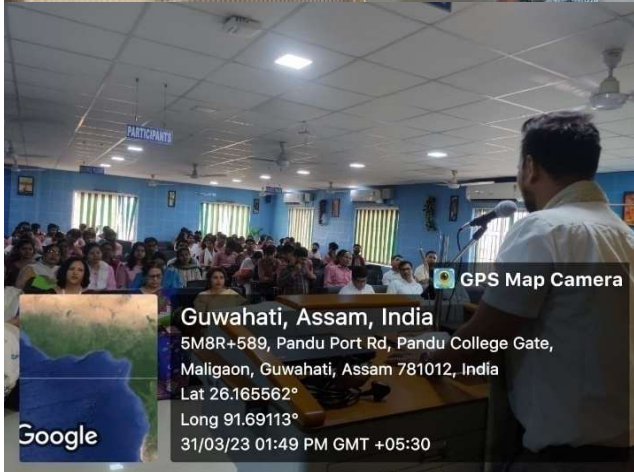 PARTICIPANTS
GPS Map Camera
Guwahati, Assam, India
5M8R+589, Pandu Port Rd, Pandu College Gate,
Maligaon, Guwahati, Assam 781012, India
Lat 26.165562°
Long 91.69113°
31/03/23 01:49 PM GMT +05:30
Google